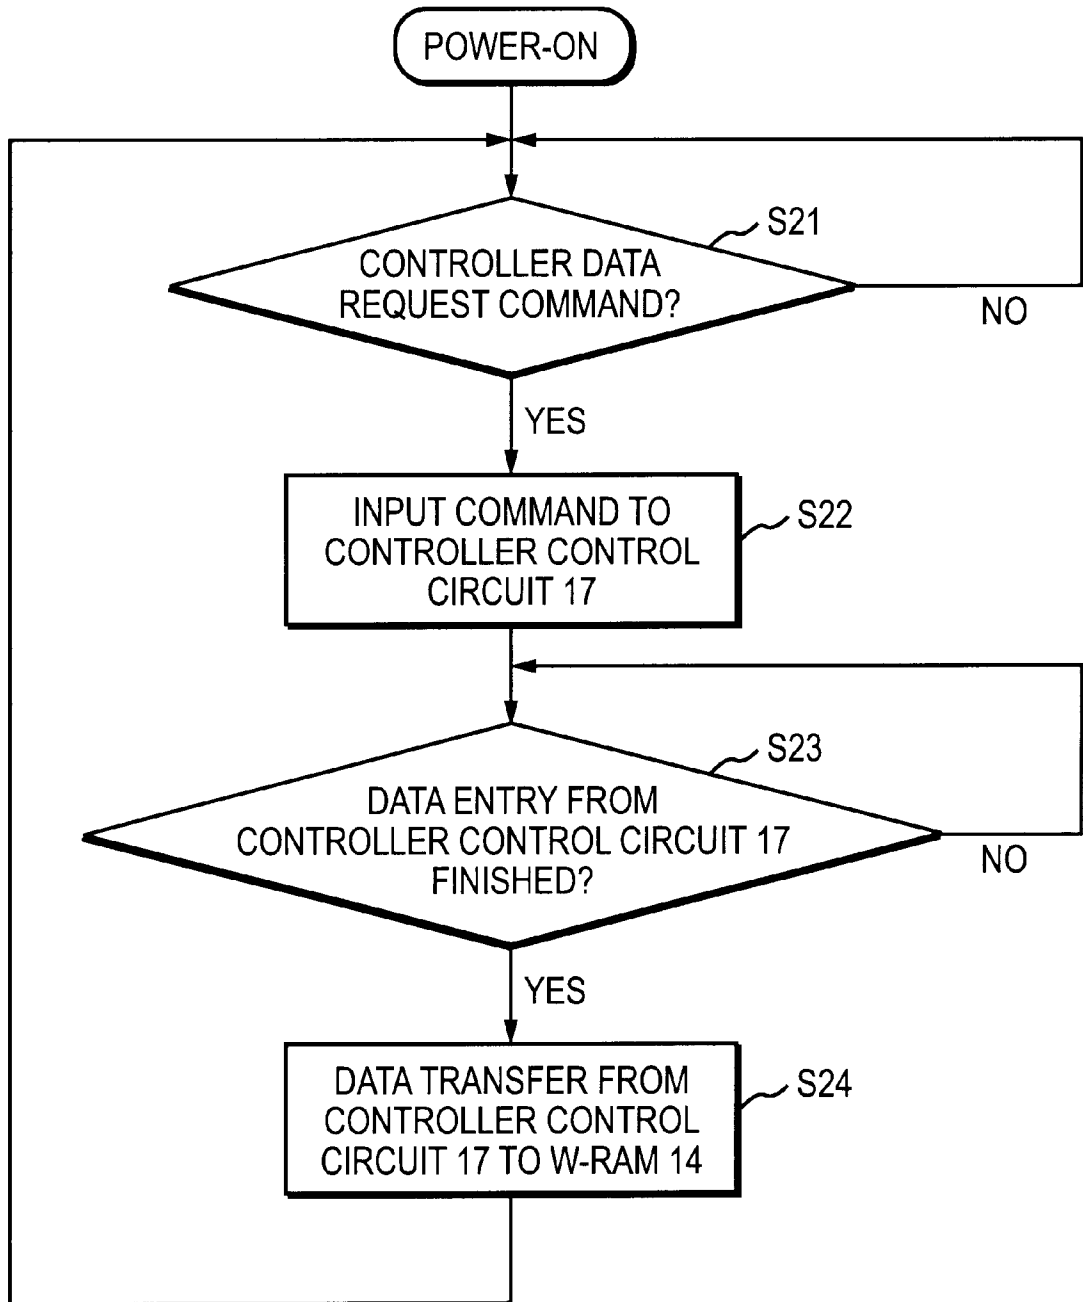 POWER-ON
S21
CONTROLLER DATA
REQUEST COMMAND?
NO
YES
INPUT COMMAND TO
CONTROLLER CONTROL
CIRCUIT 17
S22
S23
DATA ENTRY FROM
CONTROLLER CONTROL CIRCUIT 17
FINISHED?
NO
YES
DATA TRANSFER FROM
CONTROLLER CONTROL
CIRCUIT 17 TO W-RAM 14
S24